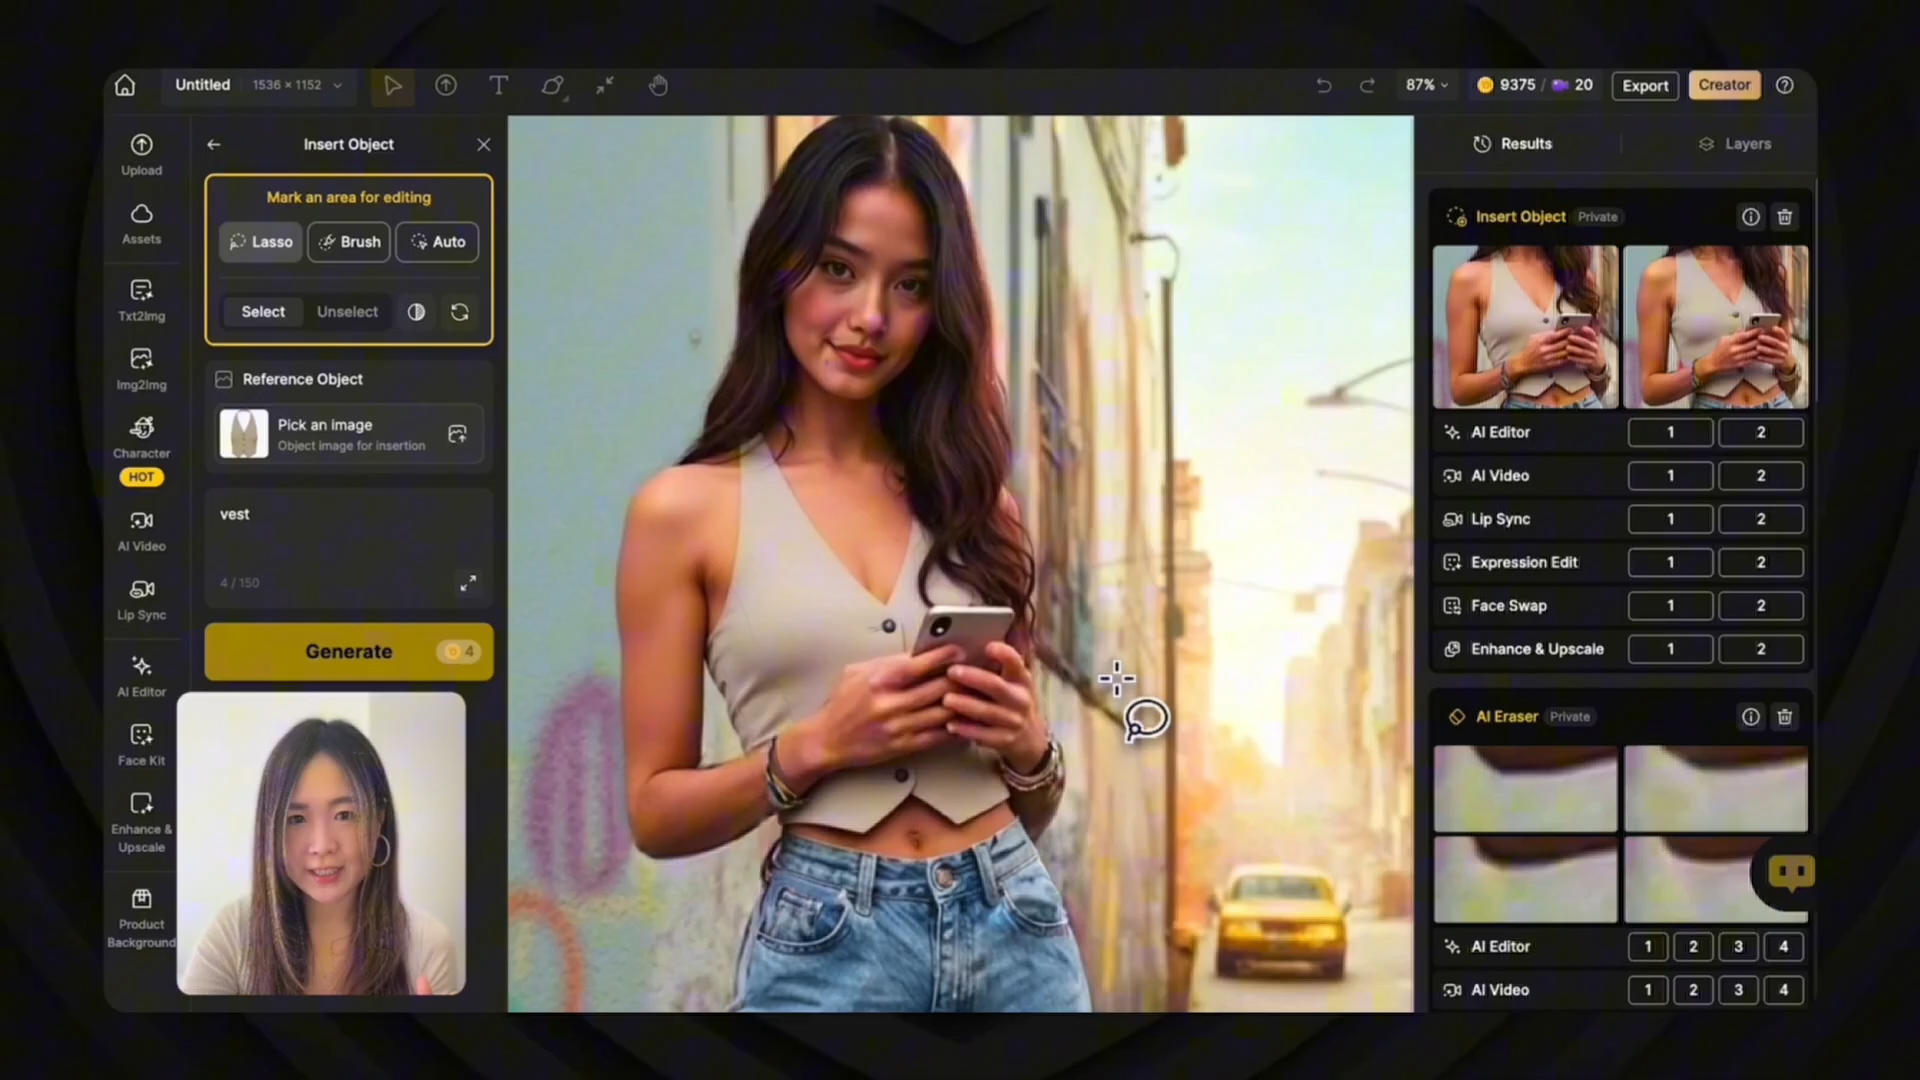 Untitled 1536 × 1152
87% 9375 / 20 Export Creator
Upload
Assets
Txt2Img
Img2Img
Character
HOT
AI Video
Lip Sync
AI Editor
Face Kit
Enhance &
Upscale
Product
Background
Insert Object
Mark an area for editing
Lasso Brush Auto
Select Unselect
Reference Object
Pick an image
Object image for insertion
vest
4 / 150
Generate 4
Results Layers
Insert Object Private
AI Editor 1 2
AI Video 1 2
Lip Sync 1 2
Expression Edit 1 2
Face Swap 1 2
Enhance & Upscale 1 2
AI Eraser Private
AI Editor 1 2 3 4
AI Video 1 2 3 4